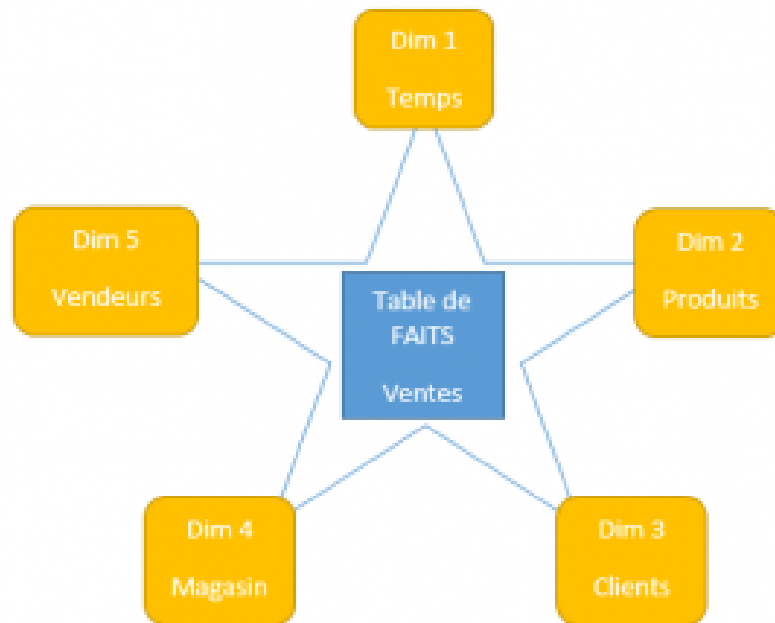 Dim 1
Temps
Dim 5
Vendeurs
Dim 2
Produits
Table de
FAITS
Ventes
Dim 4
Magasin
Dim 3
Clients